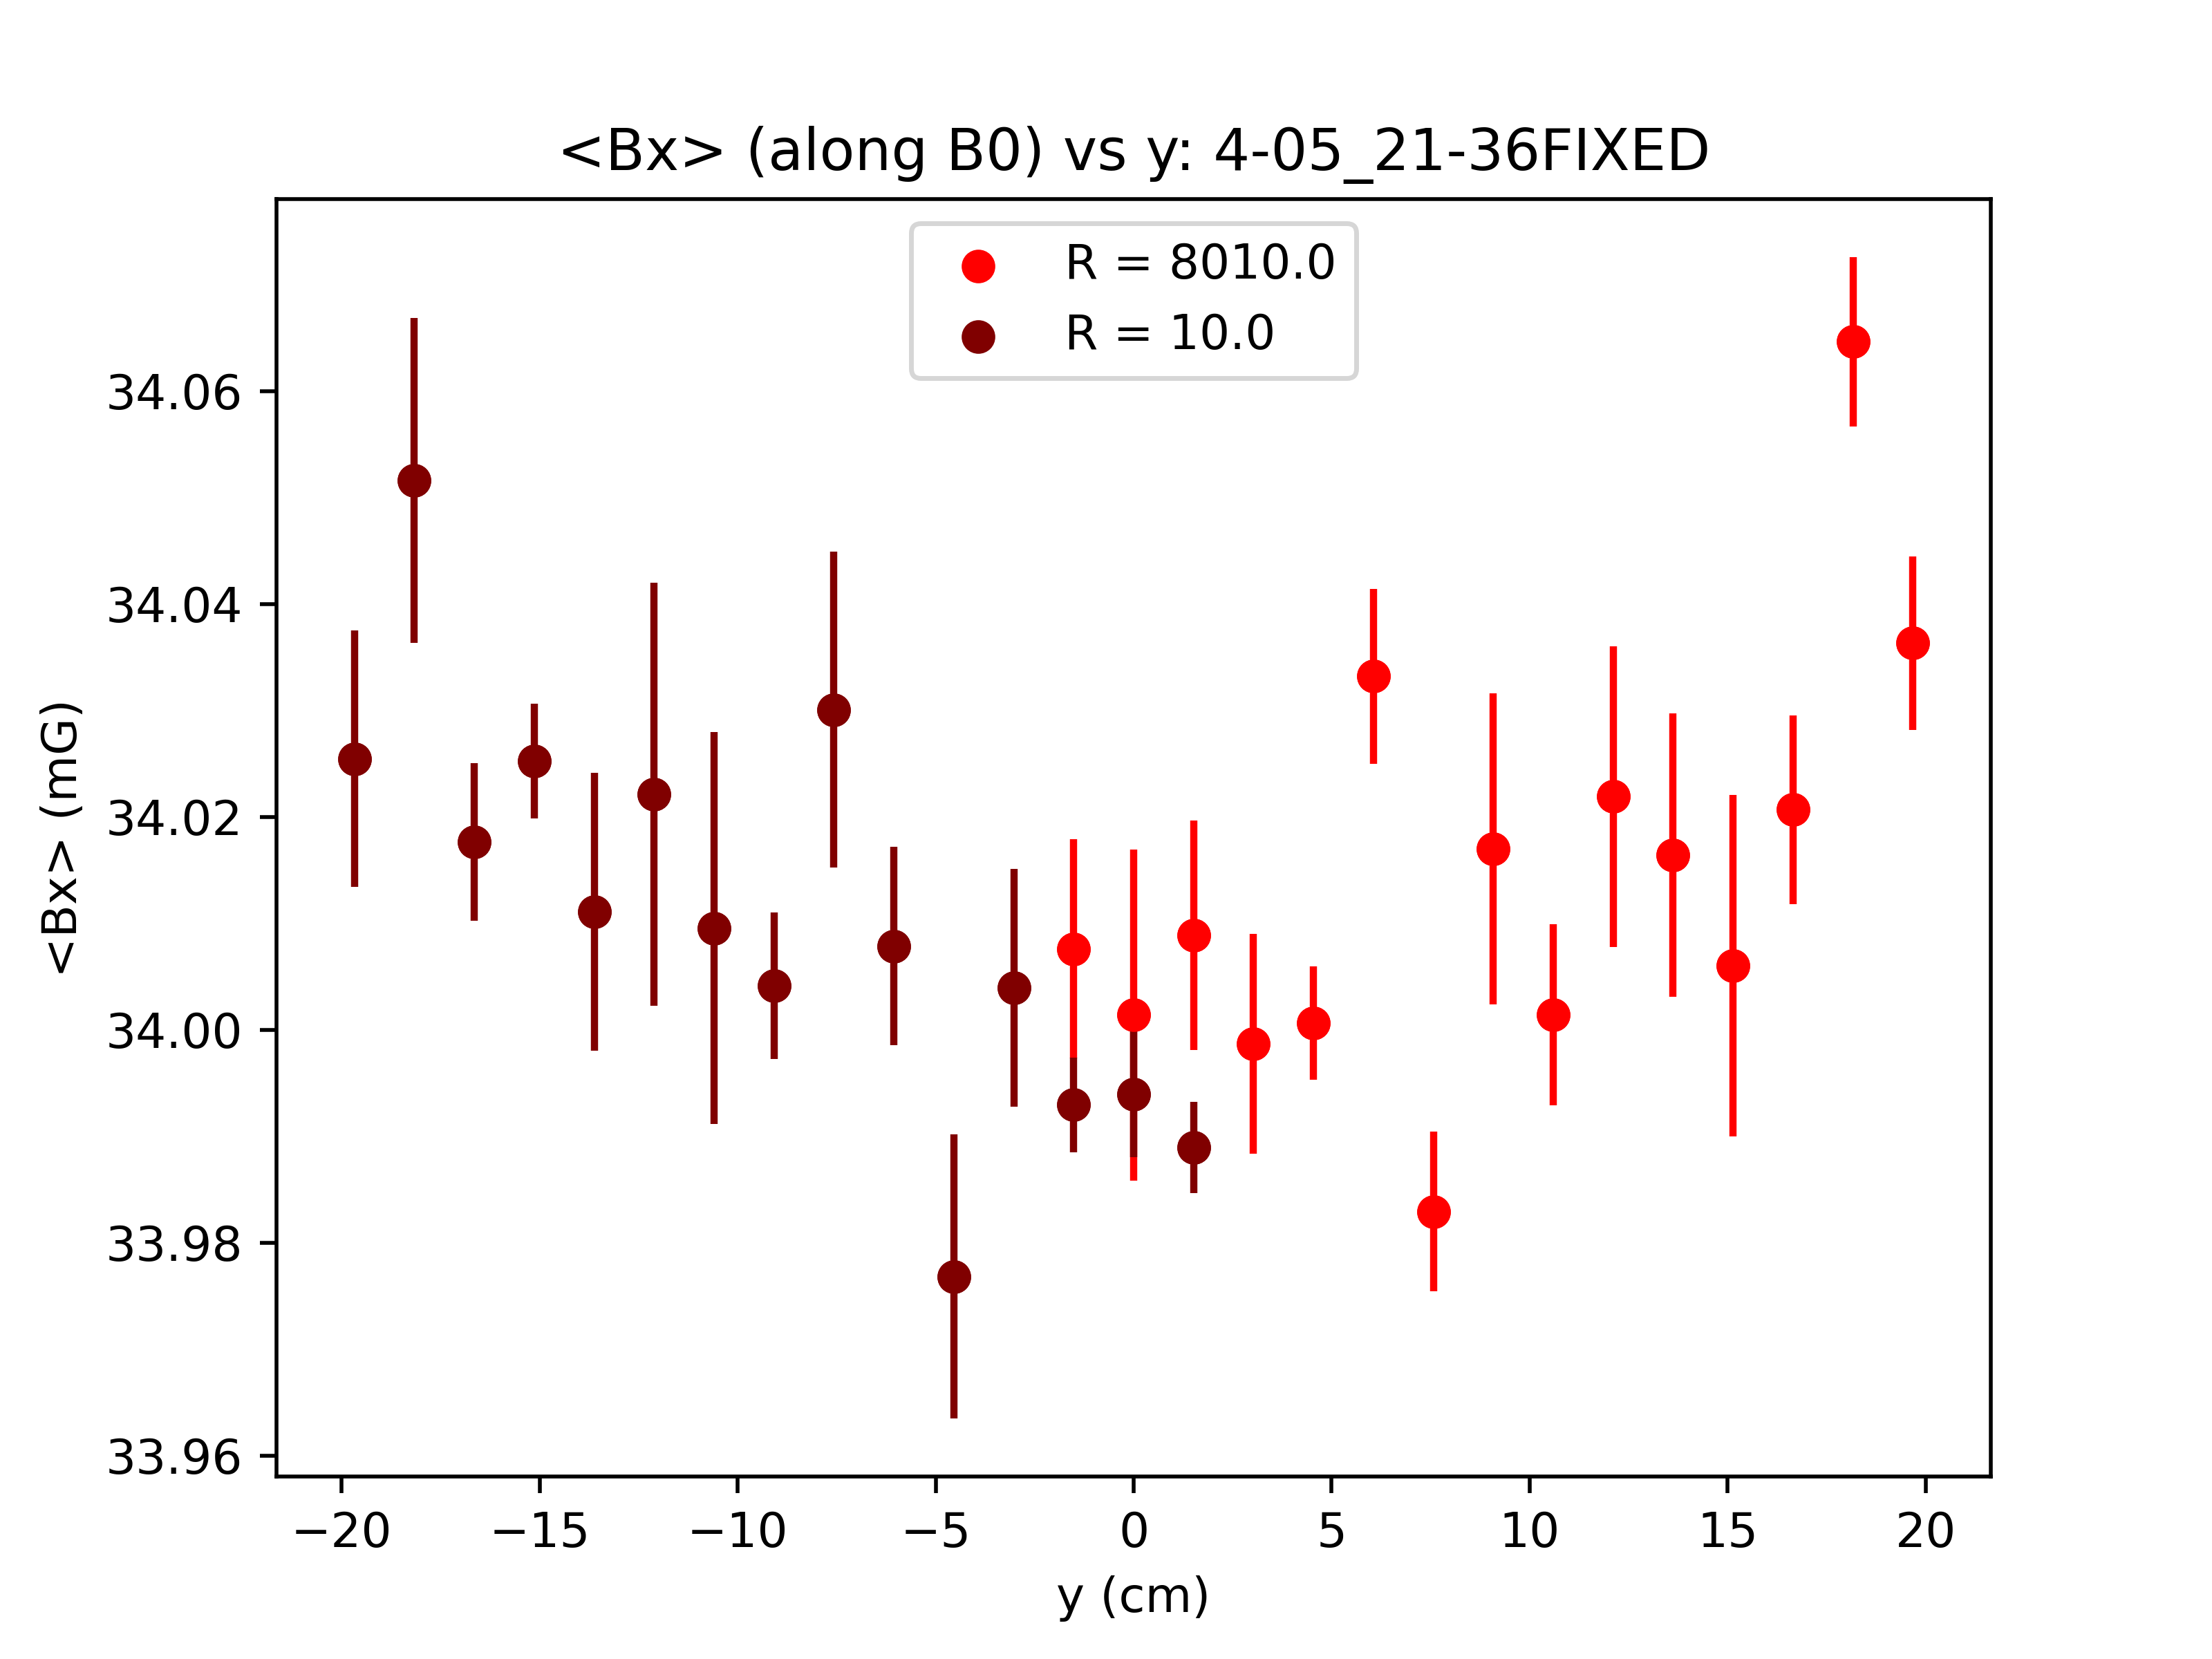 <Bx> (along B0) vs y: 4-05_21-36FIXED
R = 8010.0
R = 10.0
34.06
34.04
34.02
34.00
33.98
33.96
<Bx> (mG)
−20 −15 −10 −5 0 5 10 15 20
y (cm)